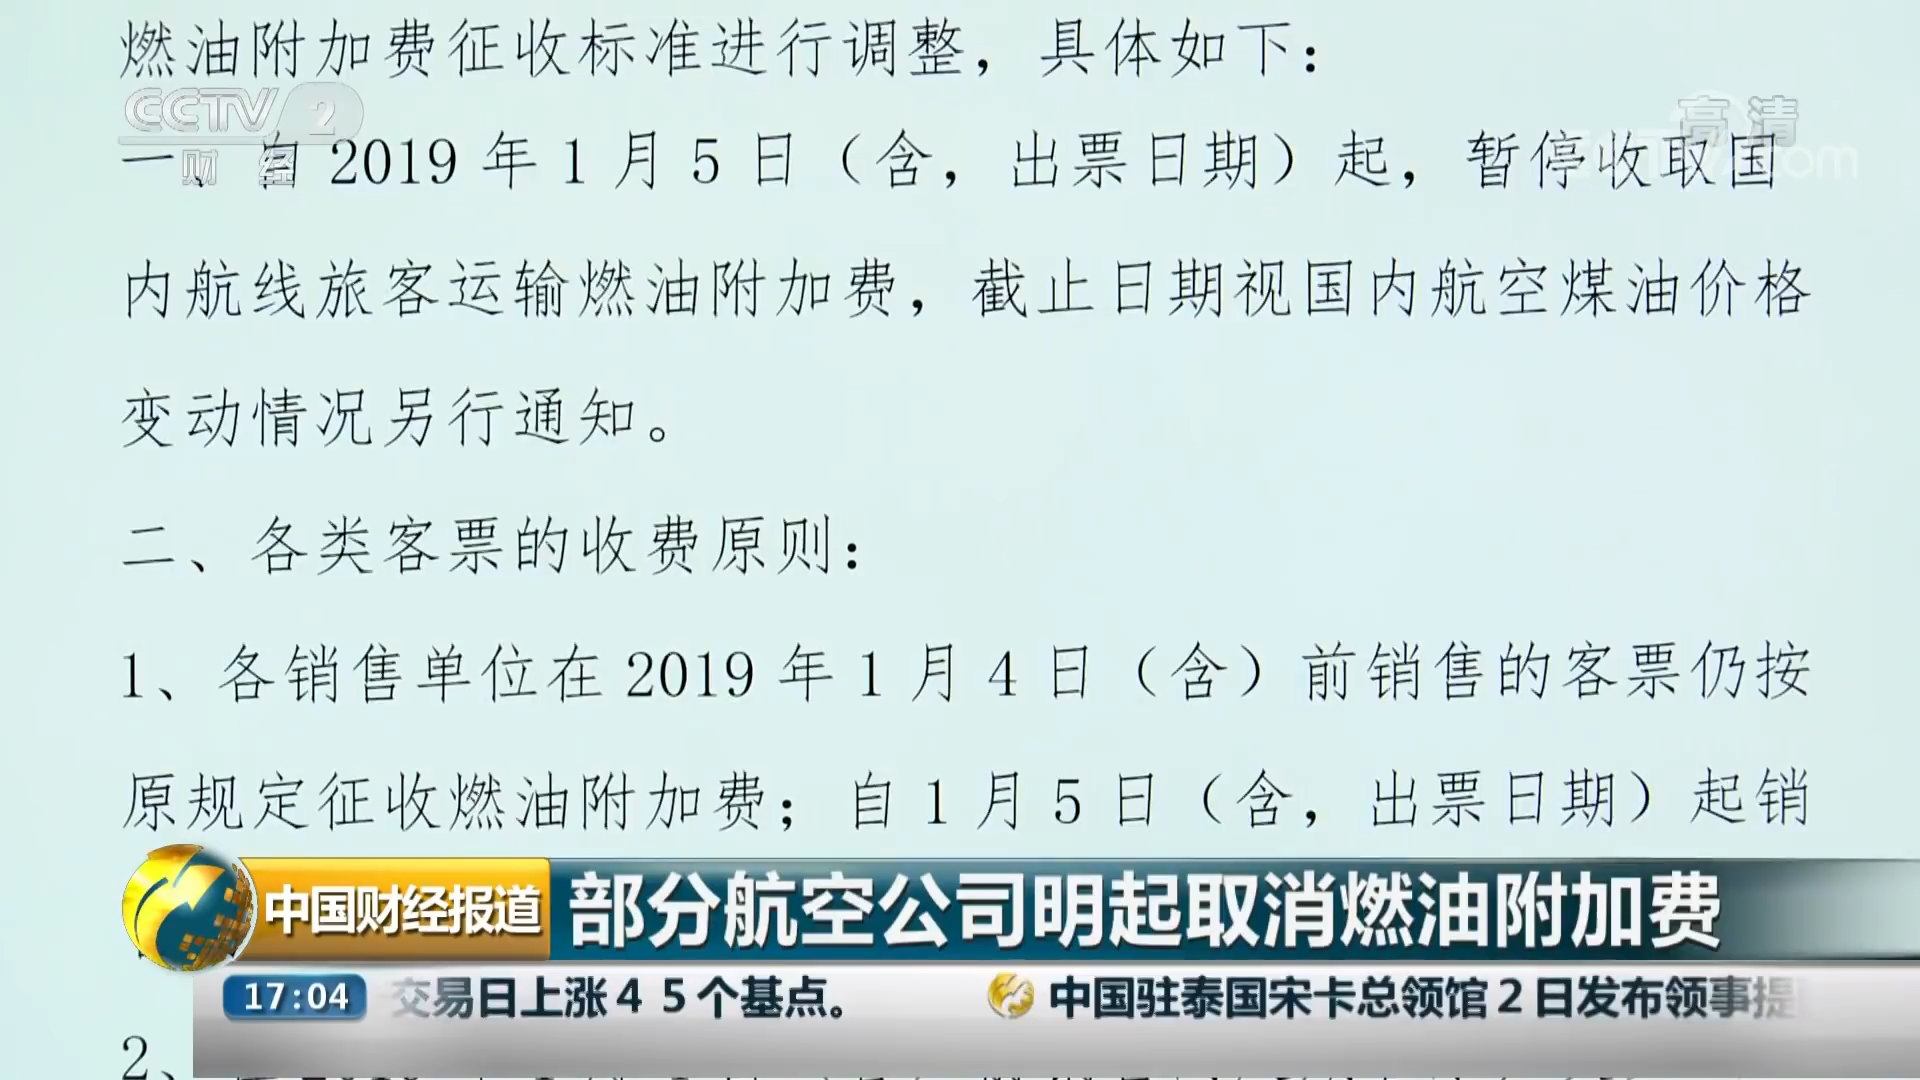 燃油附加费征收标准进行调整，具体如下：
CCTV 2
财 经
高清
一、自2019年1月5日（含，出票日期）起，暂停收取国
内航线旅客运输燃油附加费，截止日期视国内航空煤油价格
变动情况另行通知。
二、各类客票的收费原则：
1、各销售单位在2019年1月4日（含）前销售的客票仍按
原规定征收燃油附加费；自1月5日（含，出票日期）起销
中国财经报道
部分航空公司明起取消燃油附加费
17:04 交易日上涨45个基点。 中国驻泰国宋卡总领馆2日发布领事提
2、